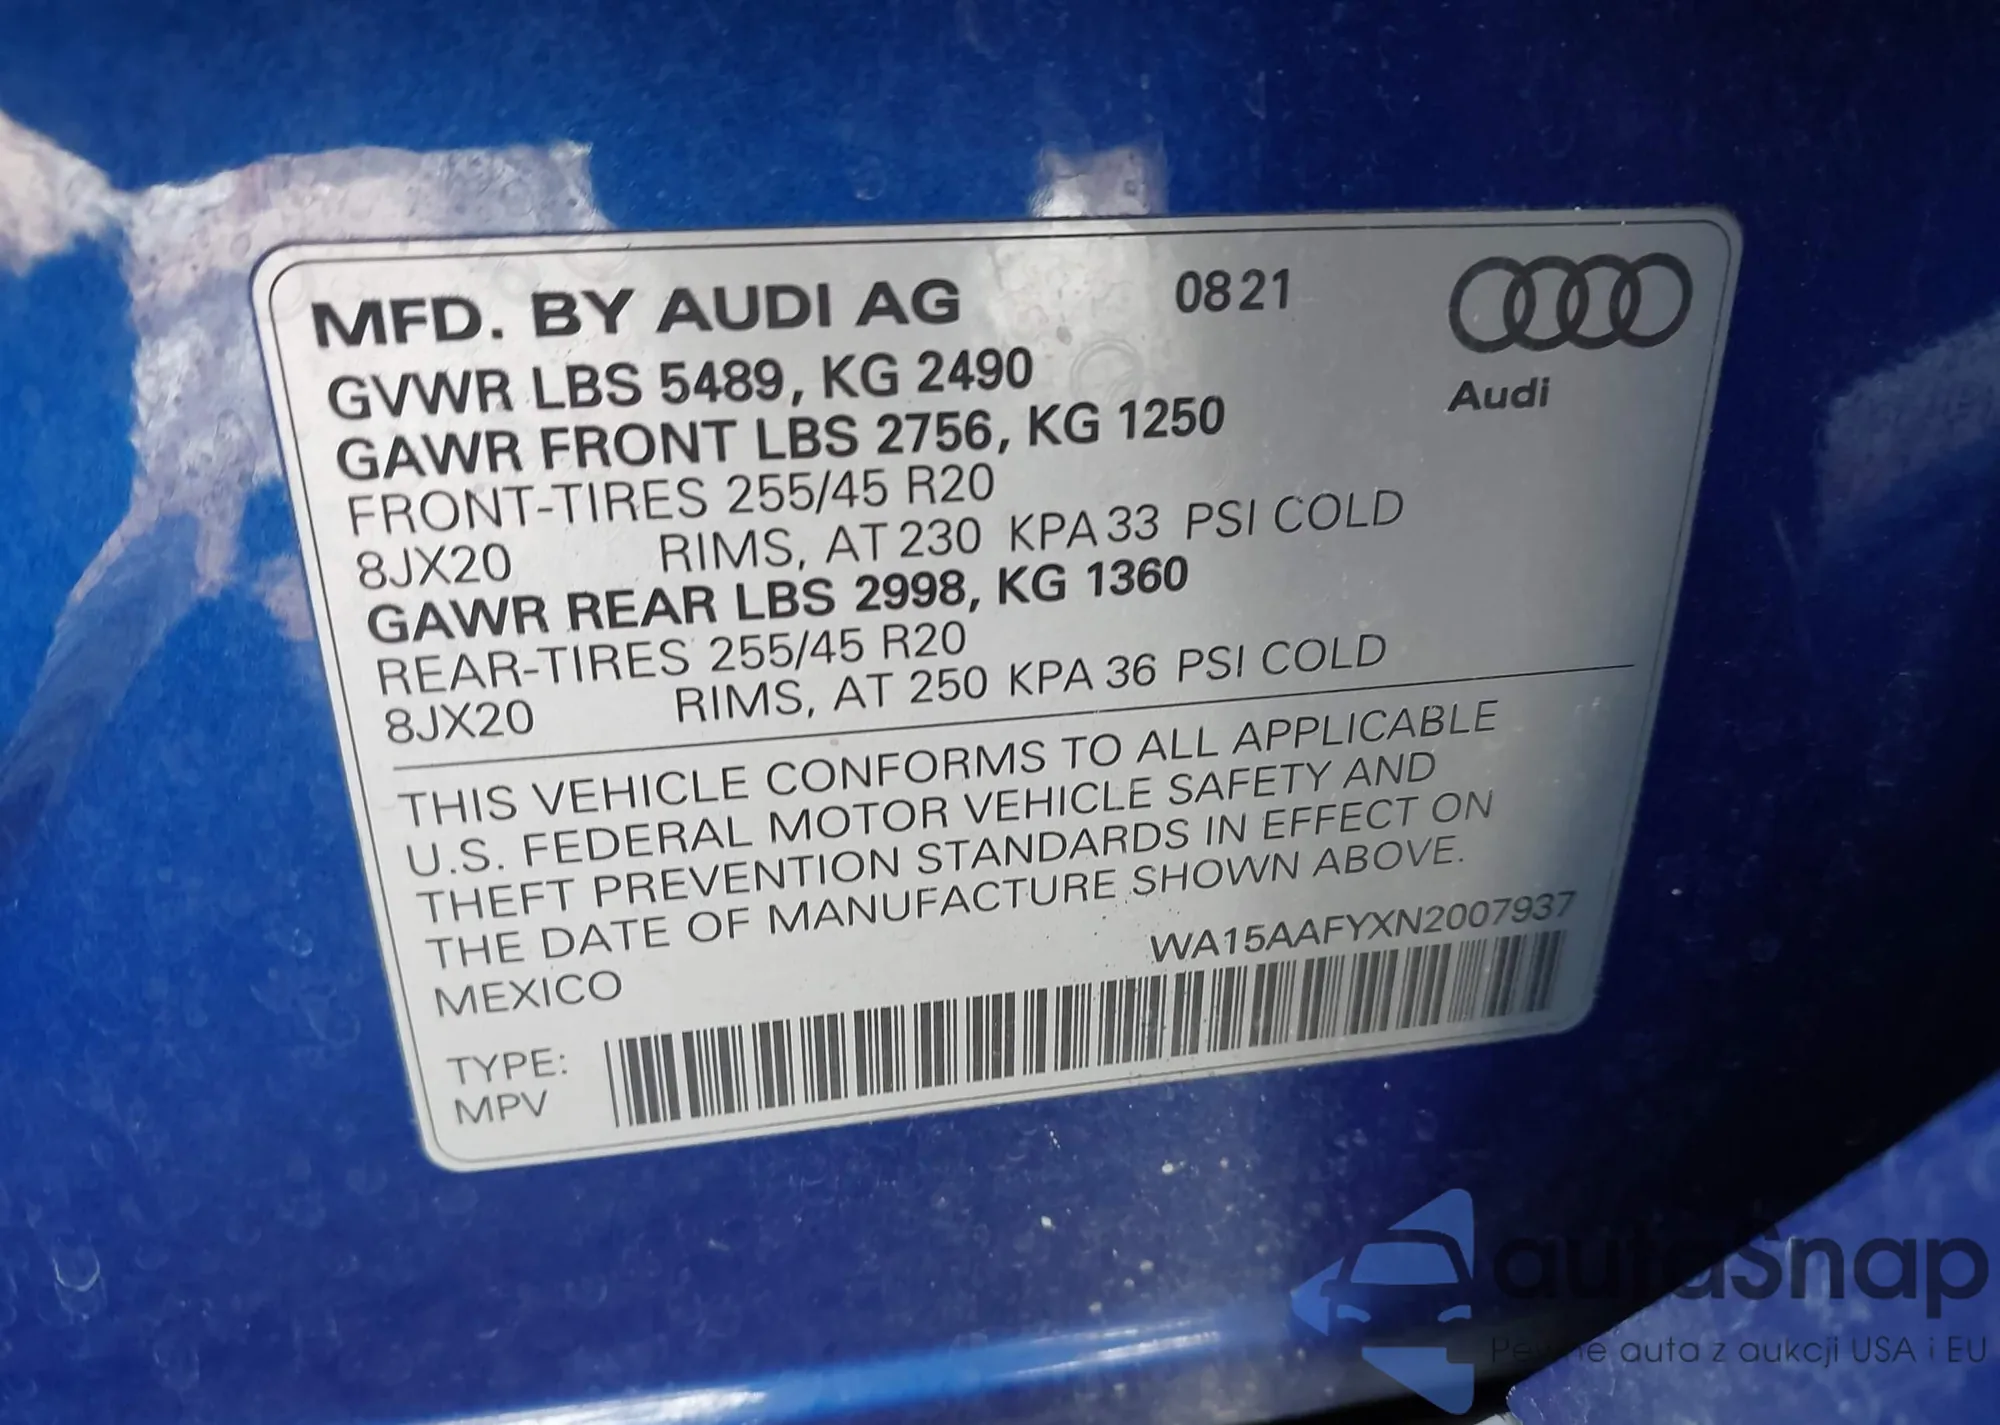 MFD. BY AUDI AG 0821
Audi
GVWR LBS 5489, KG 2490
GAWR FRONT LBS 2756, KG 1250
FRONT-TIRES 255/45 R20
8JX20 RIMS, AT 230 KPA 33 PSI COLD
GAWR REAR LBS 2998, KG 1360
REAR-TIRES 255/45 R20
8JX20 RIMS, AT 250 KPA 36 PSI COLD
THIS VEHICLE CONFORMS TO ALL APPLICABLE
U.S. FEDERAL MOTOR VEHICLE SAFETY AND
THEFT PREVENTION STANDARDS IN EFFECT ON
THE DATE OF MANUFACTURE SHOWN ABOVE.
MEXICO WA15AAFYXN2007937
TYPE:
MPV
autaSnap
Pewne auta z aukcji USA i EU